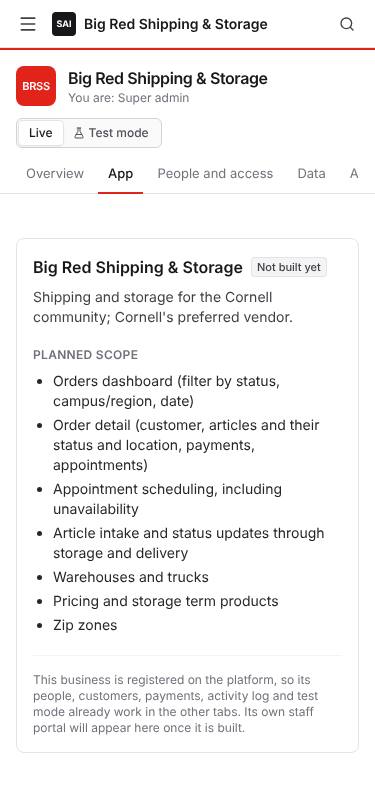 SAI Big Red Shipping & Storage
BRSS
Big Red Shipping & Storage
You are: Super admin
Live Test mode
Overview App People and access Data A
Big Red Shipping & Storage Not built yet
Shipping and storage for the Cornell
community; Cornell's preferred vendor.
PLANNED SCOPE
• Orders dashboard (filter by status,
campus/region, date)
• Order detail (customer, articles and their
status and location, payments,
appointments)
• Appointment scheduling, including
unavailability
• Article intake and status updates through
storage and delivery
• Warehouses and trucks
• Pricing and storage term products
• Zip zones
This business is registered on the platform, so its
people, customers, payments, activity log and test
mode already work in the other tabs. Its own staff
portal will appear here once it is built.